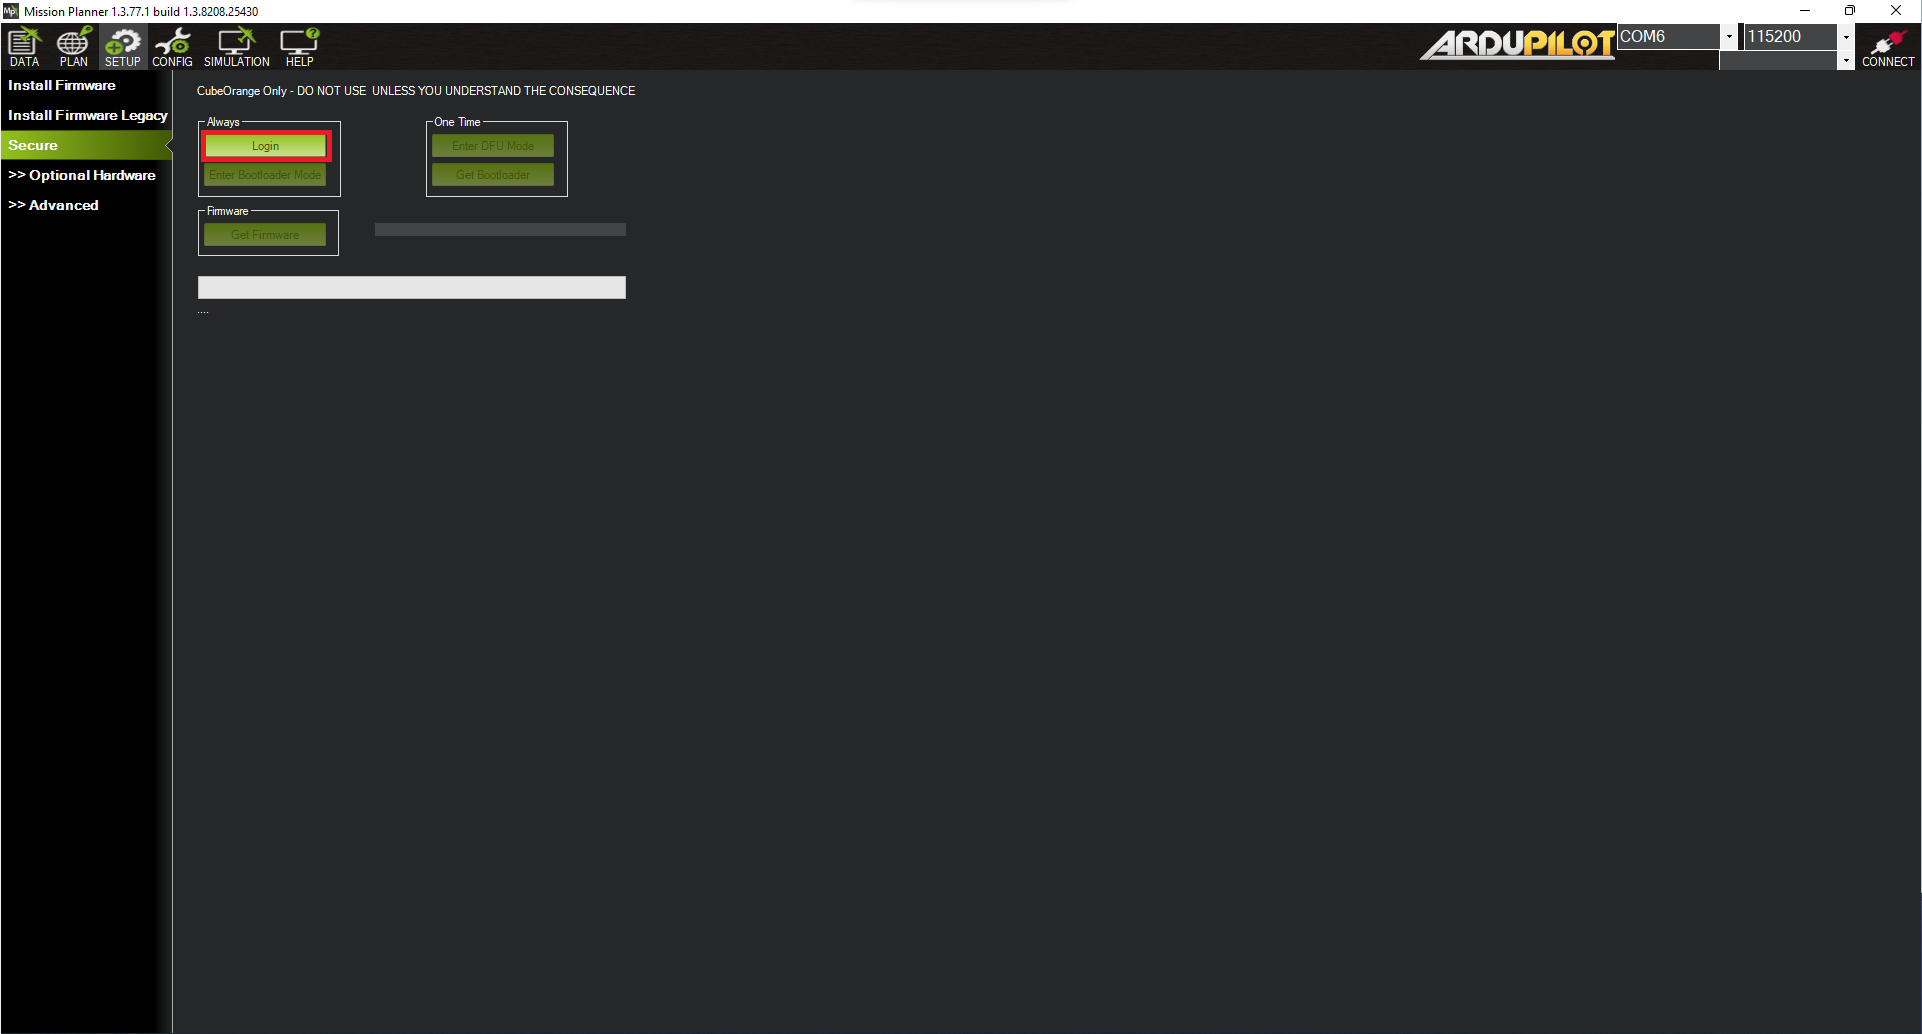 Mission Planner 1.3.77.1 build 1.3.8208.25430
DATA PLAN SETUP CONFIG SIMULATION HELP
ARDUPILOT
COM6
115200
CONNECT
Install Firmware
Install Firmware Legacy
Secure
>> Optional Hardware
>> Advanced
CubeOrange Only - DO NOT USE  UNLESS YOU UNDERSTAND THE CONSEQUENCE
Always
Login
Enter Bootloader Mode
One Time
Enter DFU Mode
Get Bootloader
Firmware
Get Firmware
....